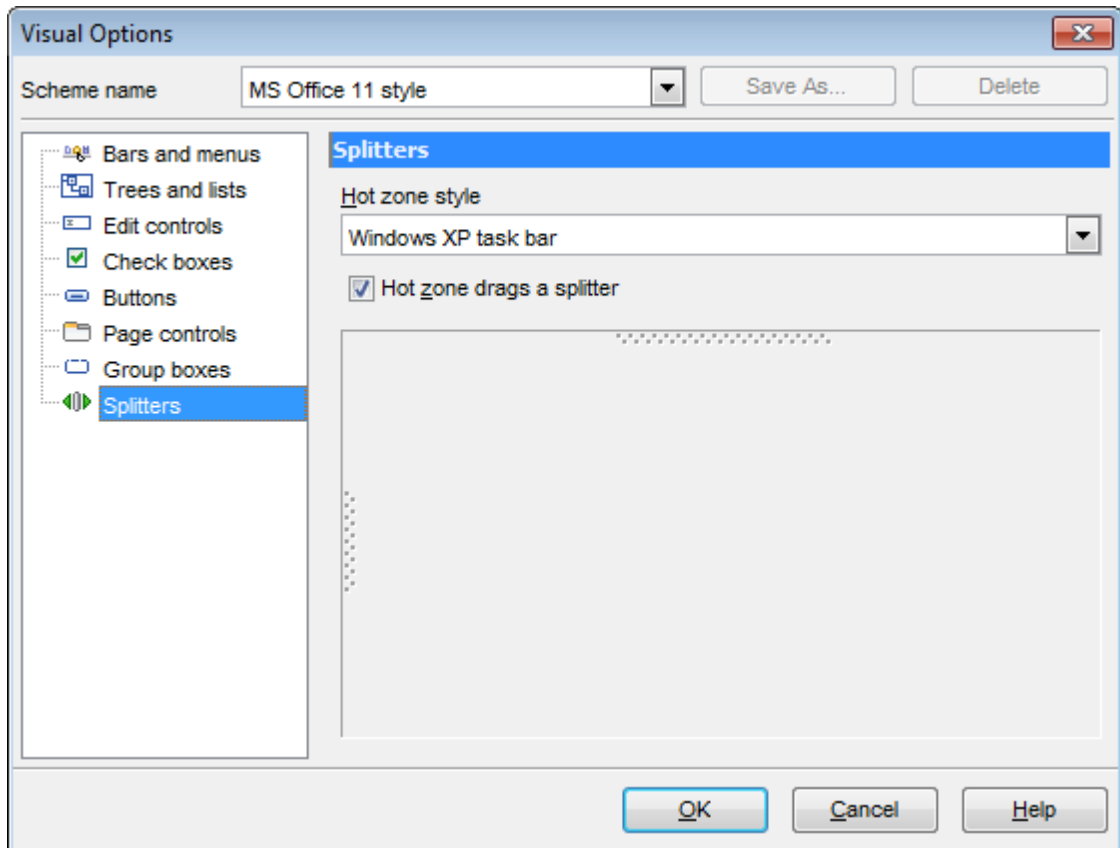 Visual Options
Scheme name MS Office 11 style Save As... Delete
Bars and menus
Trees and lists
Edit controls
Check boxes
Buttons
Page controls
Group boxes
Splitters
Splitters
Hot zone style
Windows XP task bar
Hot zone drags a splitter
OK Cancel Help